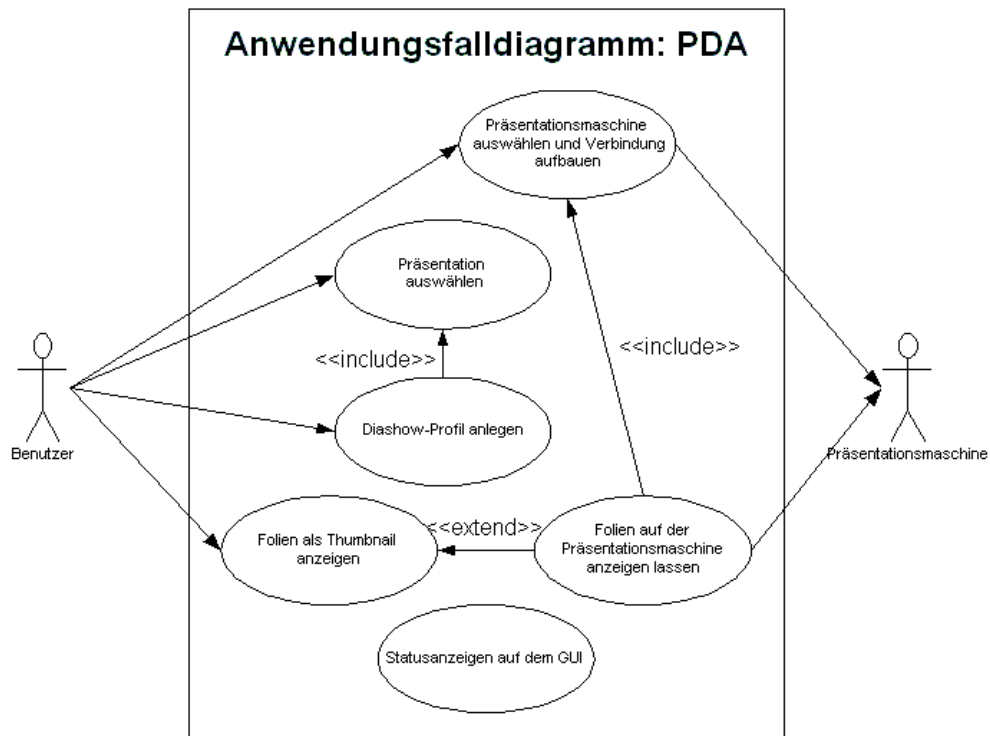 Anwendungsfalldiagramm: PDA
Präsentationsmaschine
auswählen und Verbindung
aufbauen
Präsentation
auswählen
<<include>>
<<include>>
Diashow-Profil anlegen
Benutzer
Präsentationsmaschine
Folien als Thumbnail
anzeigen
<<extend>>
Folien auf der
Präsentationsmaschine
anzeigen lassen
Statusanzeigen auf dem GUI